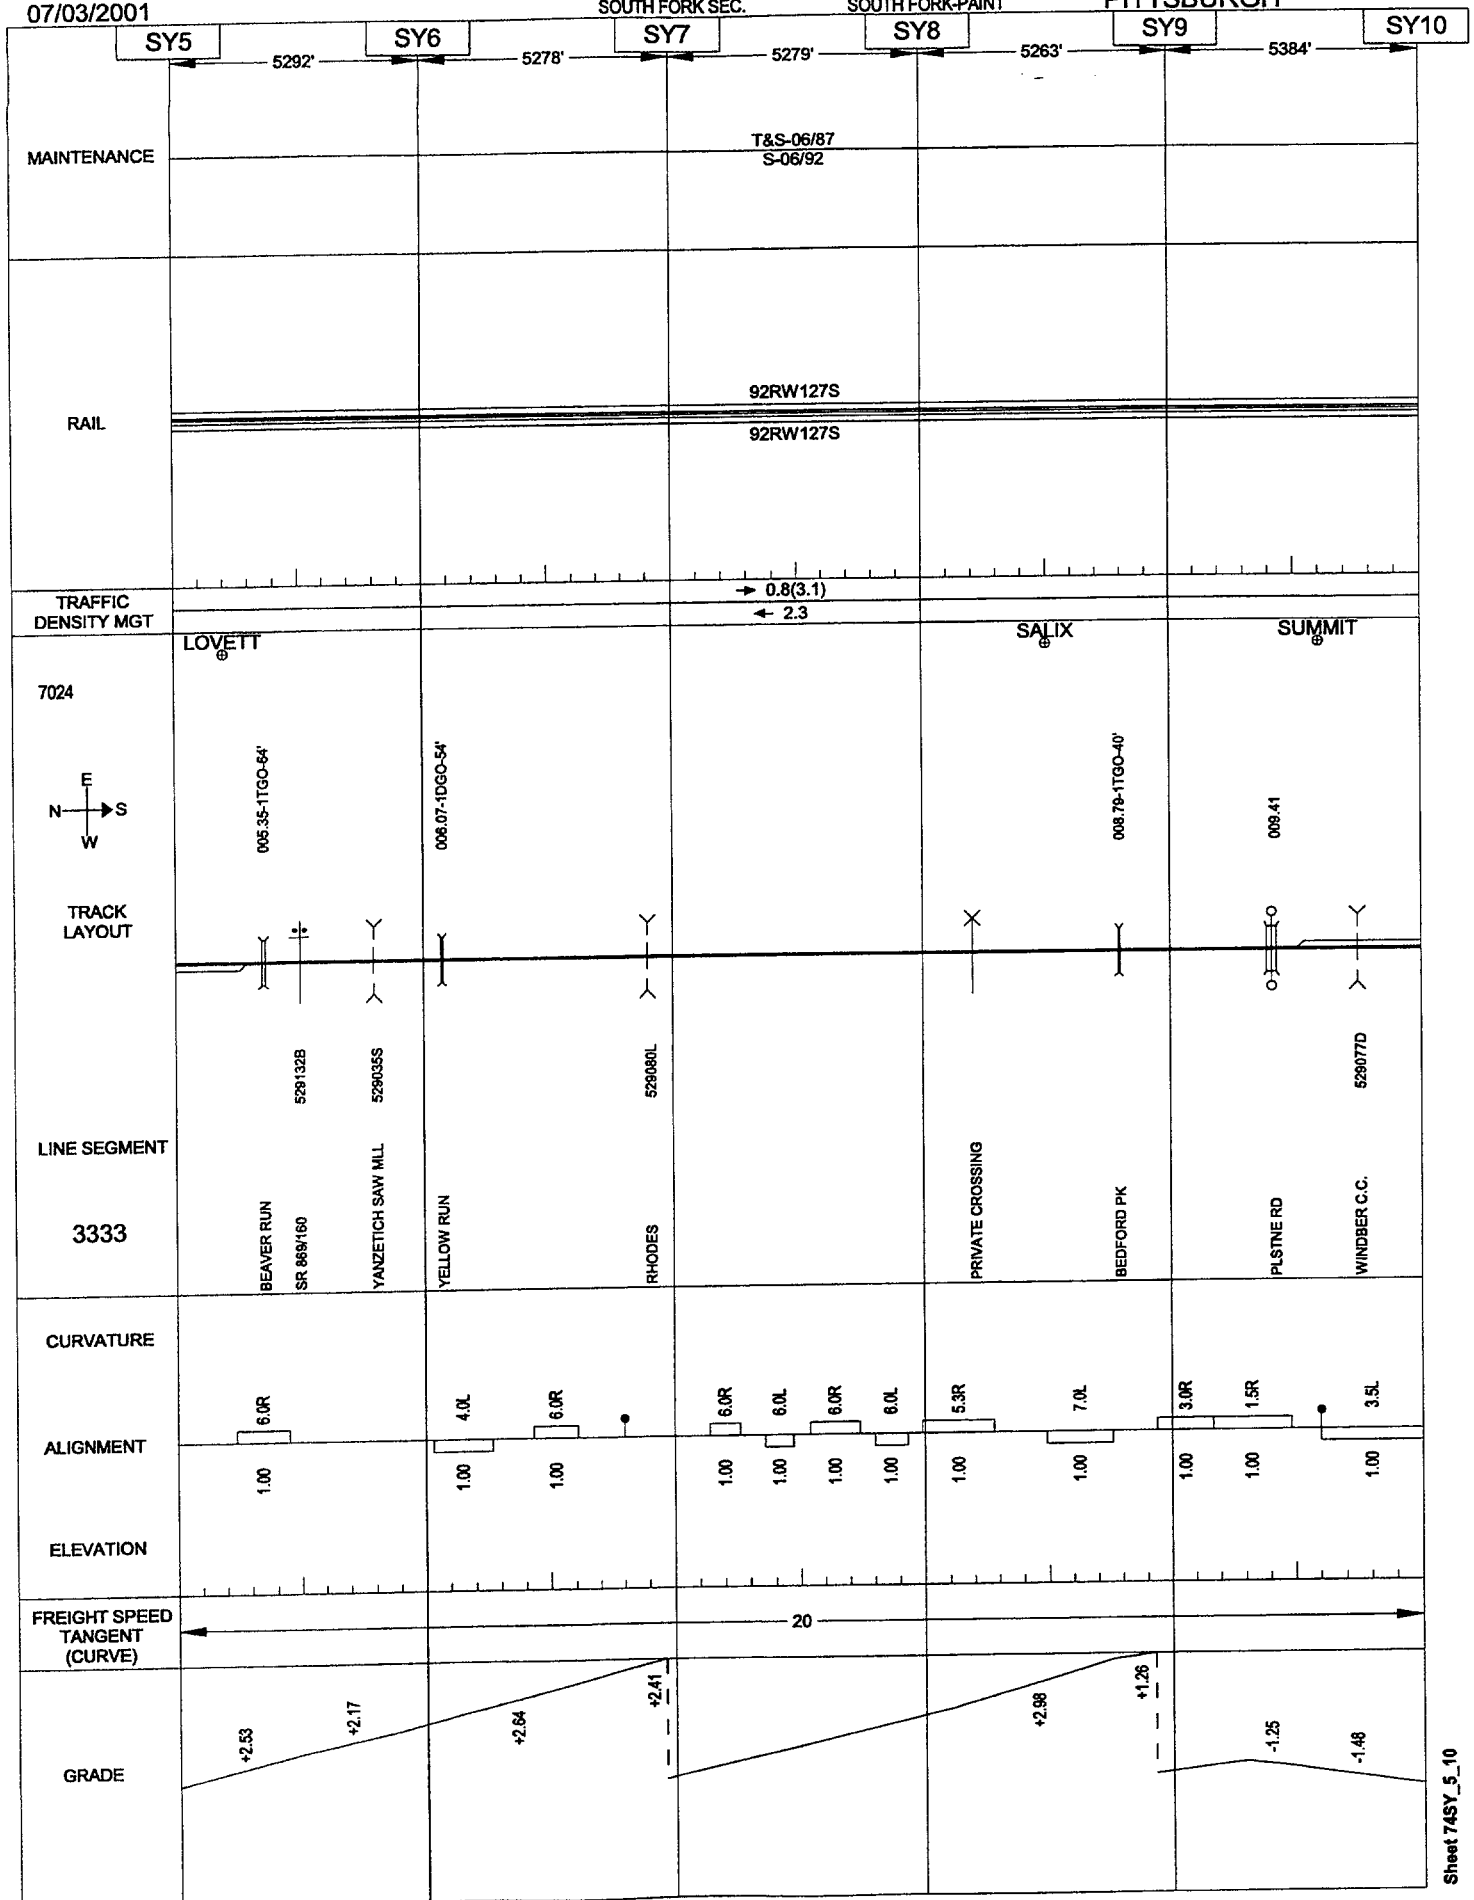 07/03/2001
SOUTH FORK SEC.
SOUTH FORK-PAINT
PITTSBURGH
SY5
SY6
SY7
SY8
SY9
SY10
5292'
5278'
5279'
5263'
5384'
MAINTENANCE
T&S-06/87
S-06/92
RAIL
92RW127S
92RW127S
TRAFFIC
DENSITY MGT
0.8(3.1)
2.3
LOVETT
SALIX
SUMMIT
7024
E
N
S
W
005.35-1TGO-64'
006.07-1DGO-54'
008.79-1TGO-40'
009.41
TRACK
LAYOUT
529132B
529035S
529080L
529077D
LINE SEGMENT
3333
BEAVER RUN
SR 869/160
YANZETICH SAW MLL
YELLOW RUN
RHODES
PRIVATE CROSSING
BEDFORD PK
PLSTNE RD
WINDBER C.C.
CURVATURE
6.0R
4.0L
6.0R
6.0R
6.0L
6.0R
6.0L
5.3R
7.0L
3.0R
1.5R
3.5L
ALIGNMENT
1.00
1.00
1.00
1.00
1.00
1.00
1.00
1.00
1.00
1.00
1.00
1.00
ELEVATION
FREIGHT SPEED
TANGENT
(CURVE)
20
GRADE
+2.53
+2.17
+2.64
+2.41
+2.98
+1.26
-1.25
-1.48
Sheet 74SY_5_10